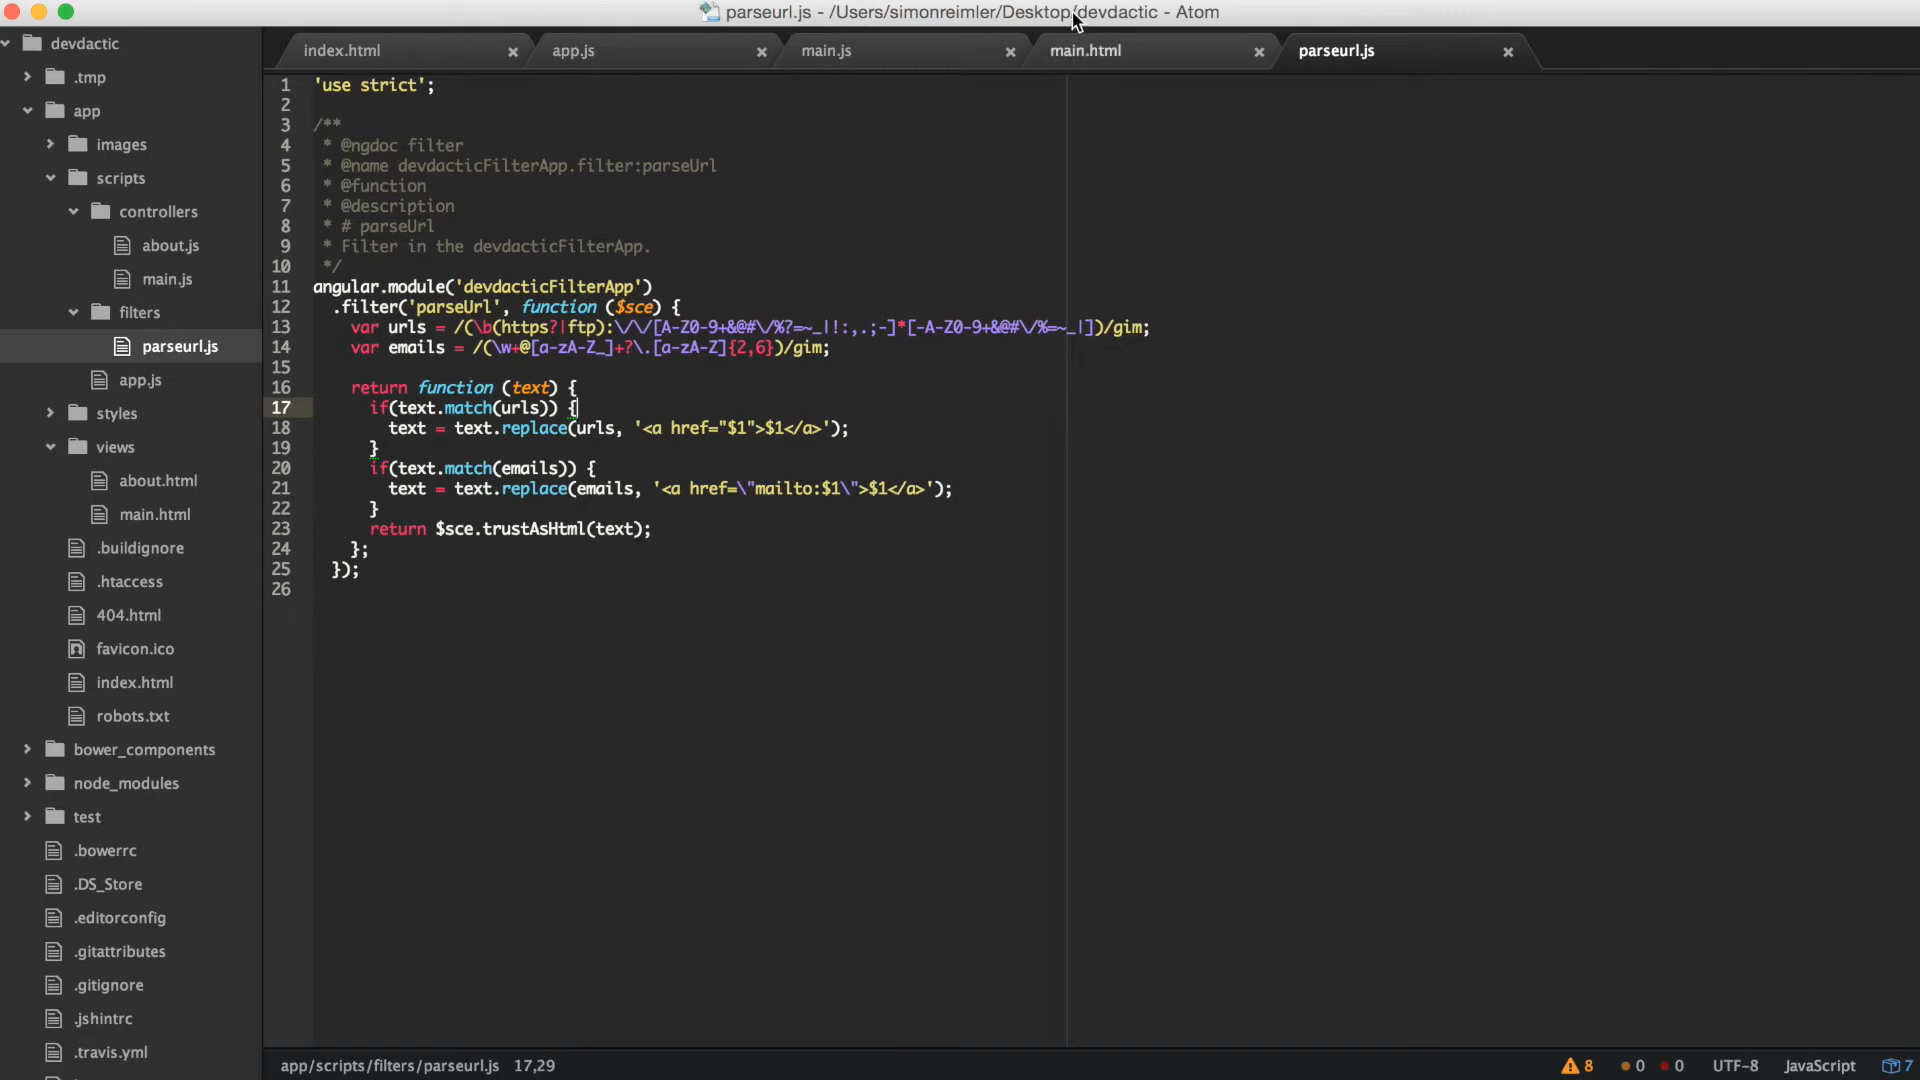 parseurl.js - /Users/simonreimler/Desktop/devdactic - Atom
devdactic
.tmp
app
images
scripts
controllers
about.js
main.js
filters
parseurl.js
app.js
styles
views
about.html
main.html
.buildignore
.htaccess
404.html
favicon.ico
index.html
robots.txt
bower_components
node_modules
test
.bowerrc
.DS_Store
.editorconfig
.gitattributes
.gitignore
.jshintrc
.travis.yml
index.html
app.js
main.js
main.html
parseurl.js
1 'use strict';
2
3 /**
4 * @ngdoc filter
5 * @name devdacticFilterApp.filter:parseUrl
6 * @function
7 * @description
8 * # parseUrl
9 * Filter in the devdacticFilterApp.
10 */
11 angular.module('devdacticFilterApp')
12 .filter('parseUrl', function ($sce) {
13 var urls = /(\b(https?|ftp):\/\/[A-Z0-9+&@#\/%?=~_|!:,.;-]*[-A-Z0-9+&@#\/%=~_|])/gim;
14 var emails = /(\w+@[a-zA-Z_]+?\.[a-zA-Z]{2,6})/gim;
15
16 return function (text) {
17 if(text.match(urls)) {
18 text = text.replace(urls, '<a href="$1">$1</a>');
19 }
20 if(text.match(emails)) {
21 text = text.replace(emails, '<a href=\"mailto:$1\">$1</a>');
22 }
23 return $sce.trustAsHtml(text);
24 };
25 });
26
app/scripts/filters/parseurl.js 17,29
8 0 0 UTF-8 JavaScript 7